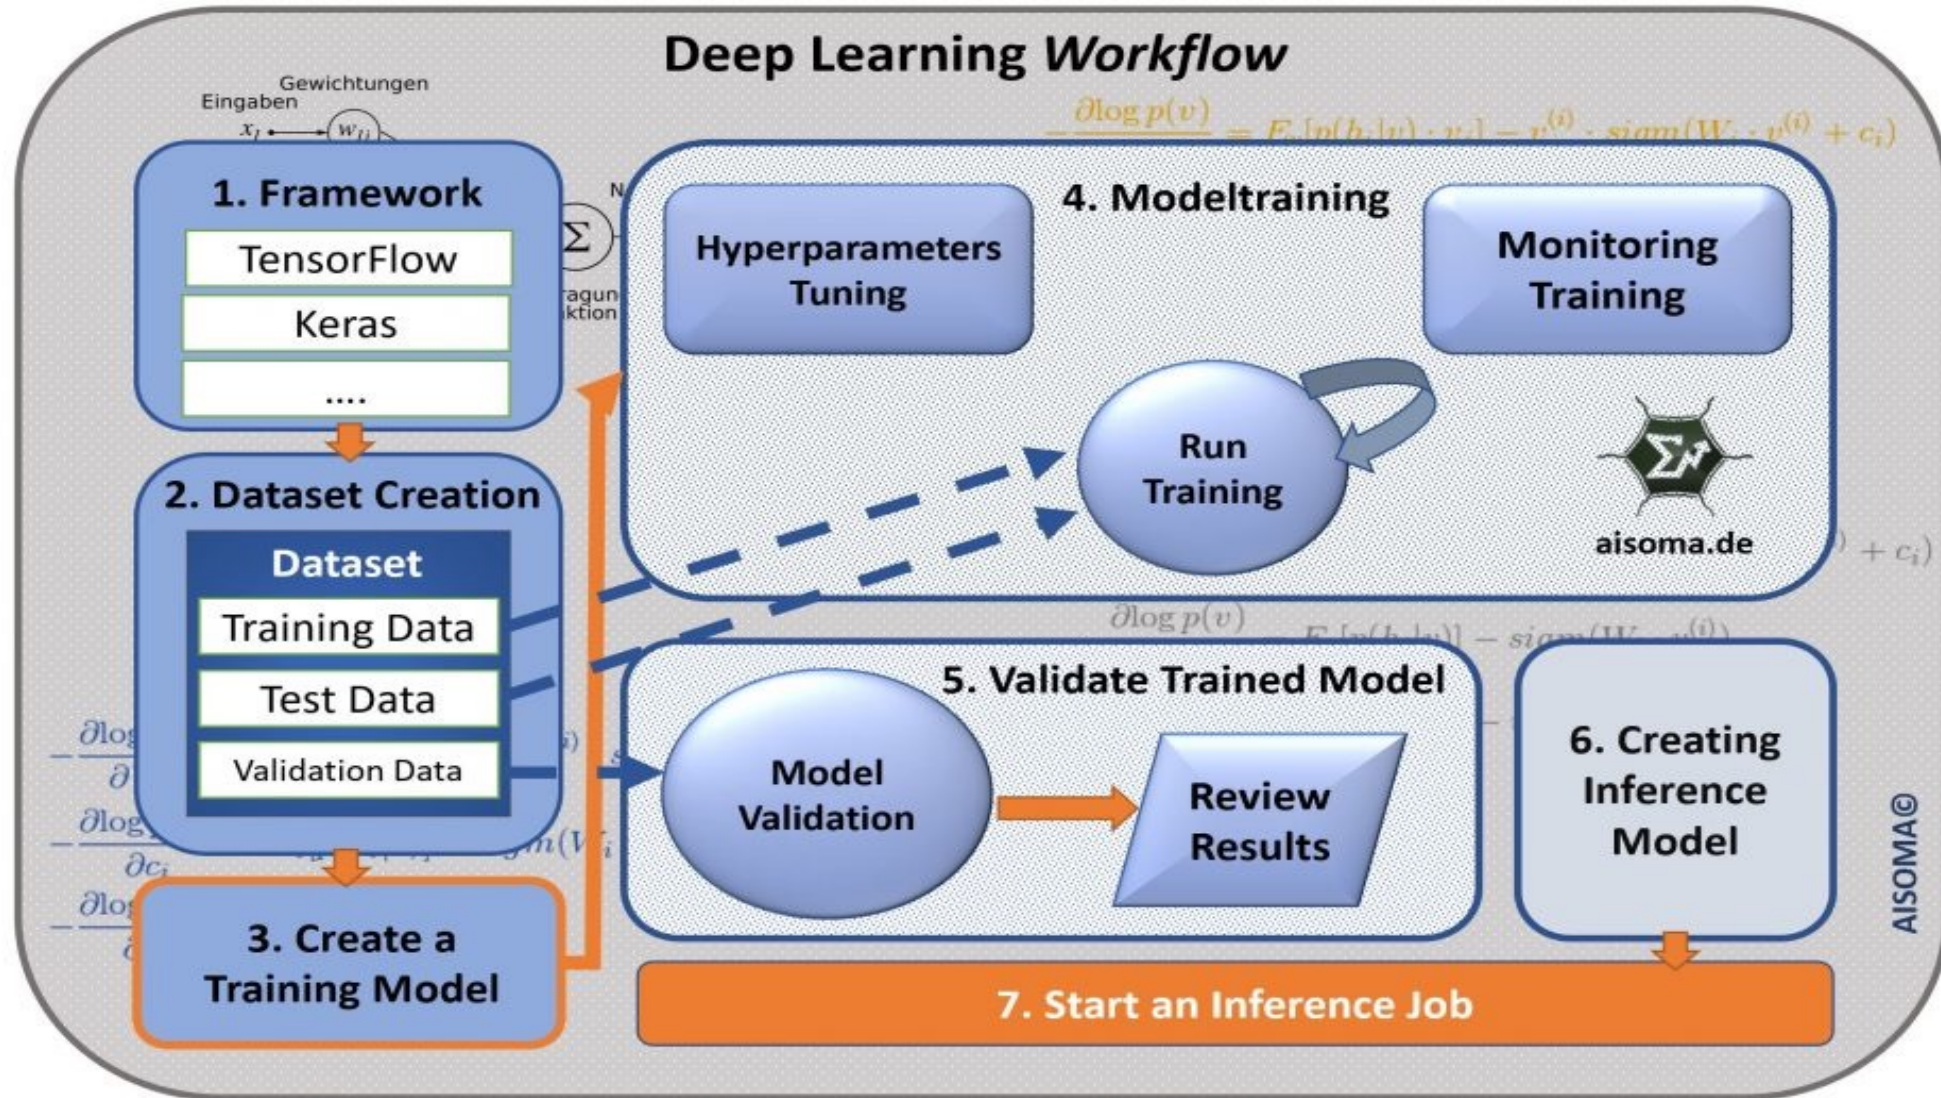 Deep Learning Workflow
Gewichtungen
Eingaben
1. Framework
TensorFlow
Keras
....
2. Dataset Creation
Dataset
Training Data
Test Data
Validation Data
3. Create a
Training Model
4. Modeltraining
Hyperparameters
Tuning
Monitoring
Training
Run
Training
Σ
aisoma.de
+ c_i)
∂log p(v)
5. Validate Trained Model
Model
Validation
Review
Results
6. Creating
Inference
Model
7. Start an Inference Job
AISOMA©